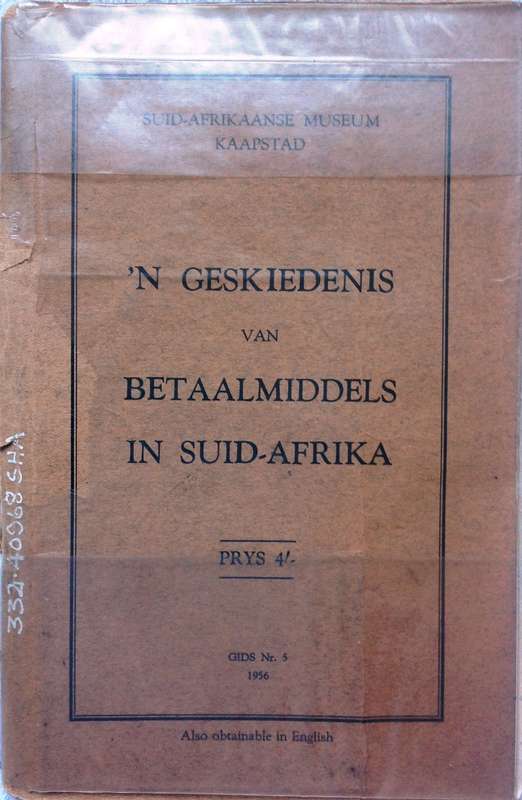 SUID-AFRIKAANSE MUSEUM
KAAPSTAD
'N GESKIEDENIS
VAN
BETAALMIDDELS
IN SUID-AFRIKA
PRYS 4/-
GIDS Nr. 5
1956
Also obtainable in English
332.40968 SHA